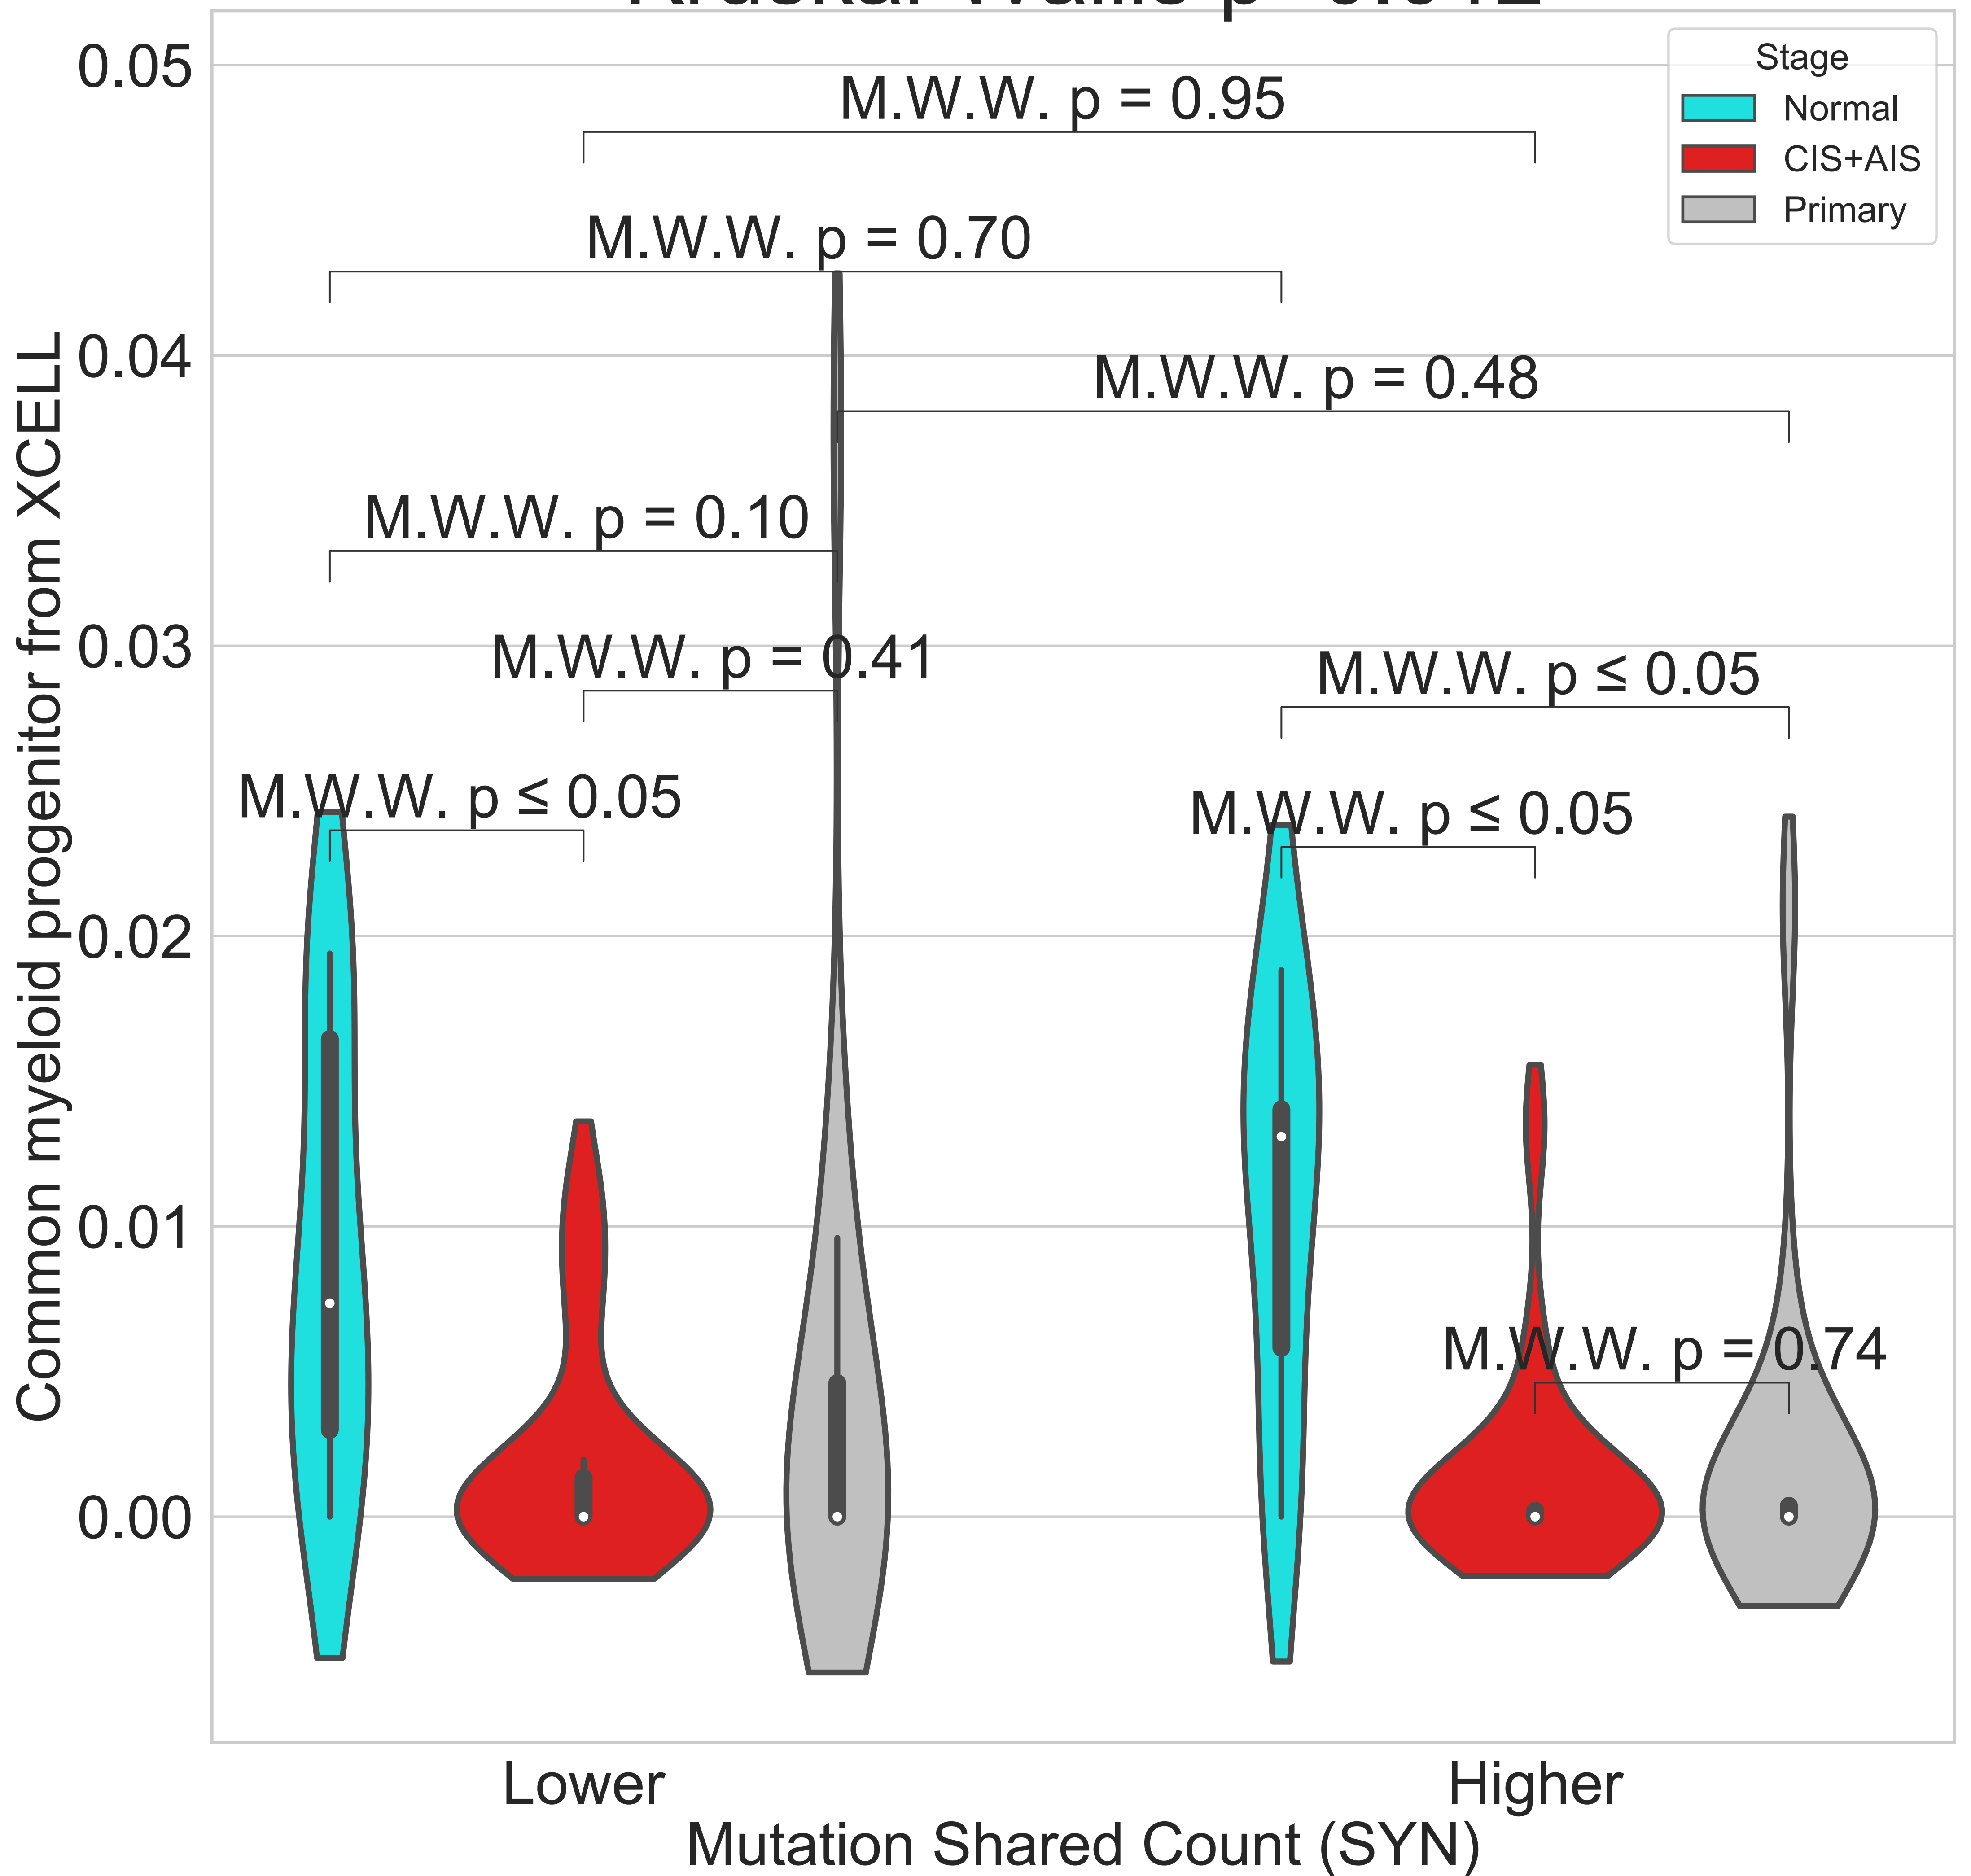 0.05
0.04
0.03
0.02
0.01
0.00
Common myeloid progenitor from XCELL
M.W.W. p = 0.95
M.W.W. p = 0.70
M.W.W. p = 0.48
M.W.W. p = 0.10
M.W.W. p = 0.41
M.W.W. p ≤ 0.05
M.W.W. p ≤ 0.05
M.W.W. p ≤ 0.05
M.W.W. p = 0.74
Stage
Normal
CIS+AIS
Primary
Lower
Higher
Mutation Shared Count (SYN)